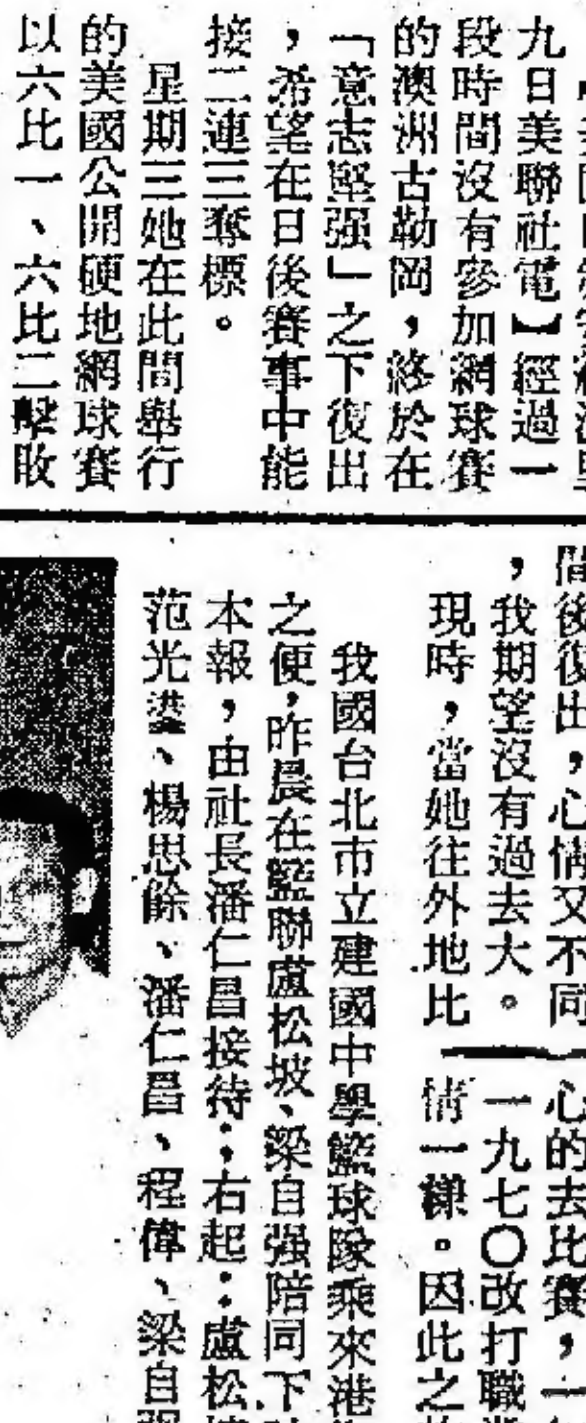 九日美聯社電】經過一
段時間沒有參加網球賽
的澳洲古勒岡，終於在
「意志堅强」之下復出
，希望在日後賽事中能
接二連三奪標。
星期三她在此間舉行
的美國公開硬地網球賽
以六比一、六比二擊敗
間後復出，心情又不同
，我期望沒有過去大。
現時，當她往外地比
心的去比賽，一
一九七〇改打職
情一樣。因此之
我國台北市立建國中學籃球隊乘來港
之便，昨晨在籃聯盧松坡、梁自强陪同下
本報，由社長潘仁昌接待；右起：盧松坡
范光、楊思餘、潘仁昌、程偉、梁自强